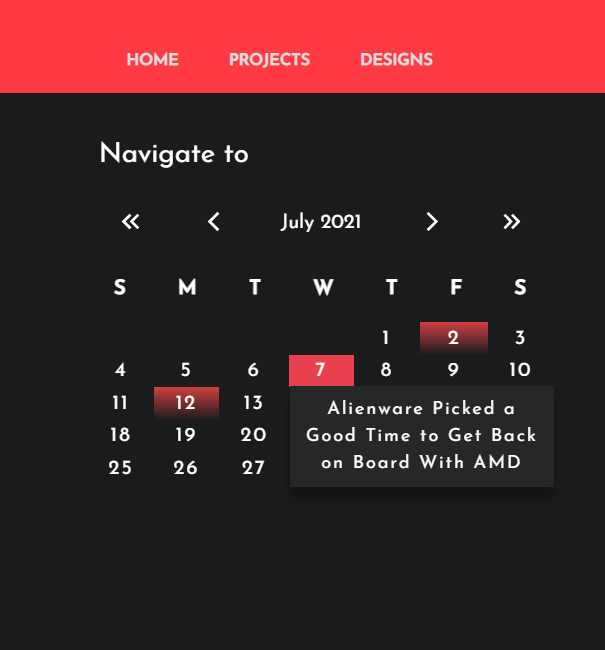 HOME PROJECTS DESIGNS
Navigate to
July 2021
S M T W T F S
1 2 3
4 5 6 7 8 9 10
11 12 13
18 19 20
25 26 27
Alienware Picked a
Good Time to Get Back
on Board With AMD